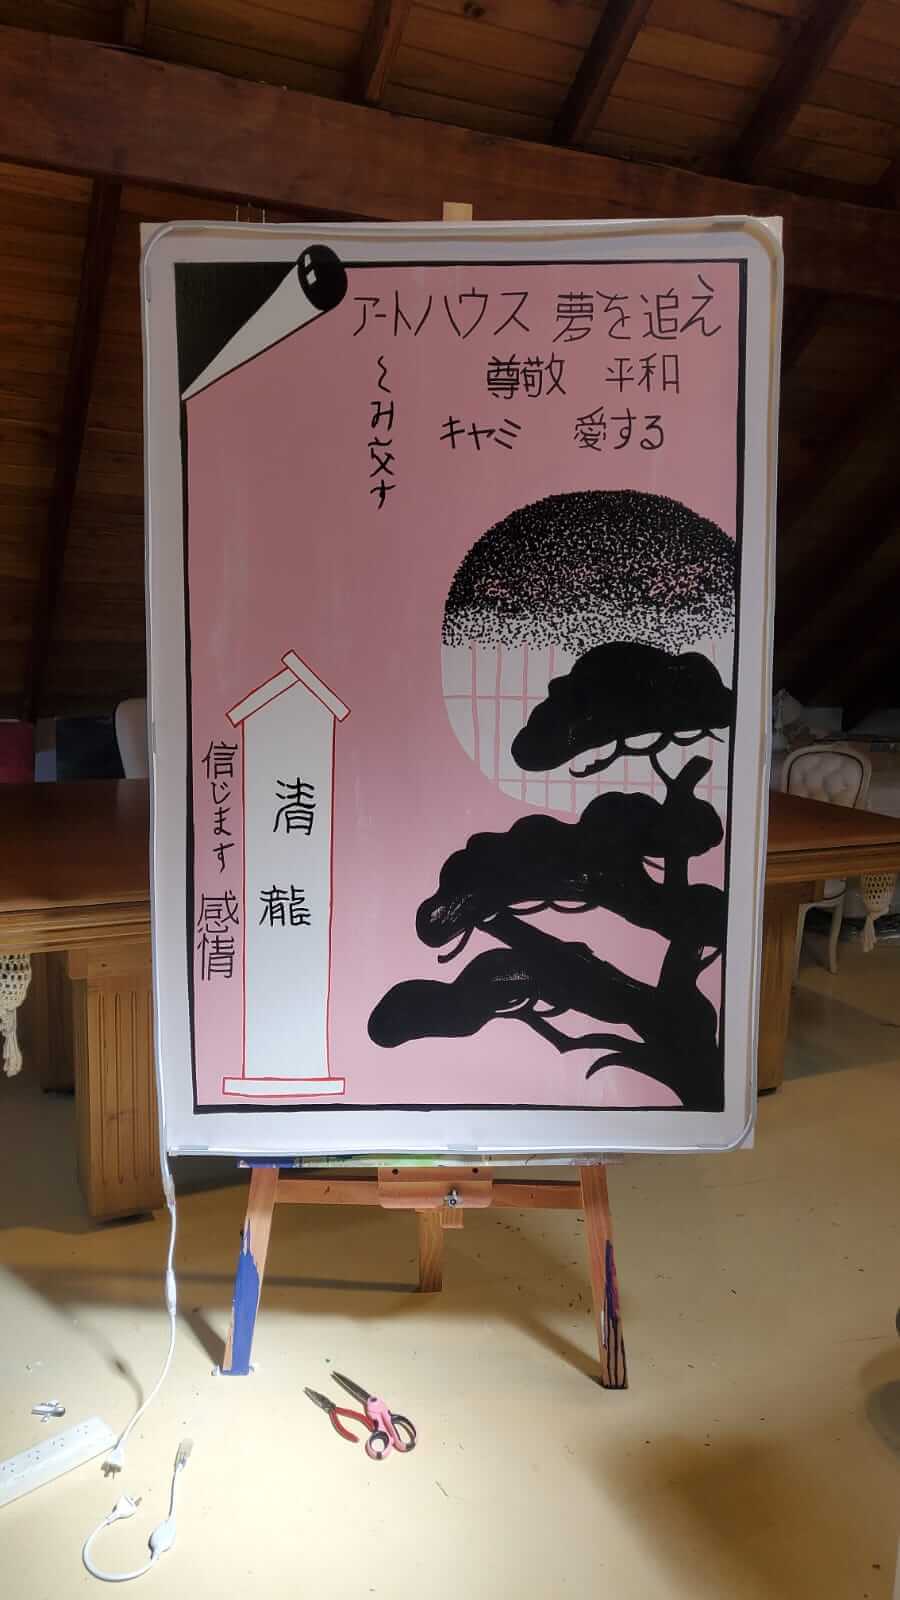 アートハウス 夢を追え
尊敬 平和
キャミ 愛する
くみ交す
信じます 感情
清龍